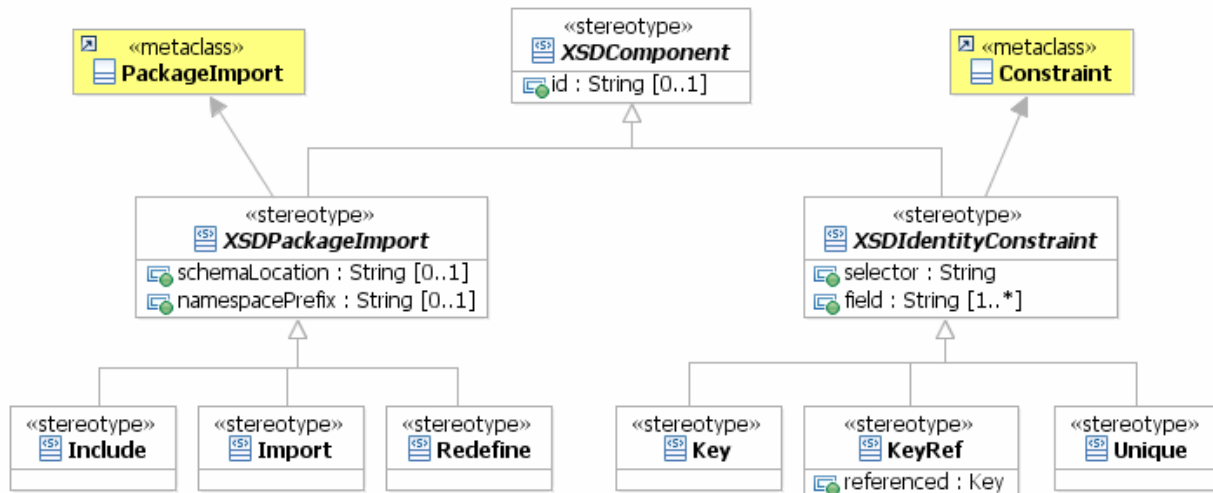 «metaclass»
PackageImport
«stereotype»
XSDComponent
id : String [0..1]
«metaclass»
Constraint
«stereotype»
XSDPackageImport
schemaLocation : String [0..1]
namespacePrefix : String [0..1]
«stereotype»
XSDIdentityConstraint
selector : String
field : String [1..*]
«stereotype»
Include
«stereotype»
Import
«stereotype»
Redefine
«stereotype»
Key
«stereotype»
KeyRef
referenced : Key
«stereotype»
Unique